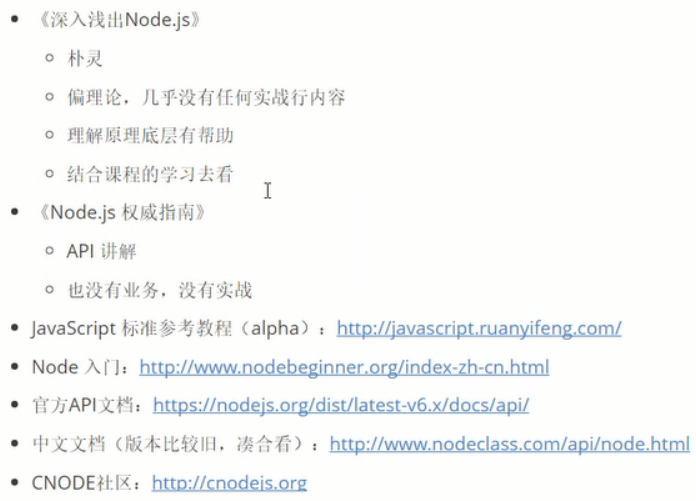 《深入浅出Node.js》
朴灵
偏理论，几乎没有任何实战行内容
理解原理底层有帮助
结合课程的学习去看
《Node.js 权威指南》
API 讲解
也没有业务，没有实战
JavaScript 标准参考教程（alpha）：http://javascript.ruanyifeng.com/
Node 入门：http://www.nodebeginner.org/index-zh-cn.html
官方API文档：https://nodejs.org/dist/latest-v6.x/docs/api/
中文文档（版本比较旧，凑合看）：http://www.nodeclass.com/api/node.html
CNODE社区：http://cnodejs.org